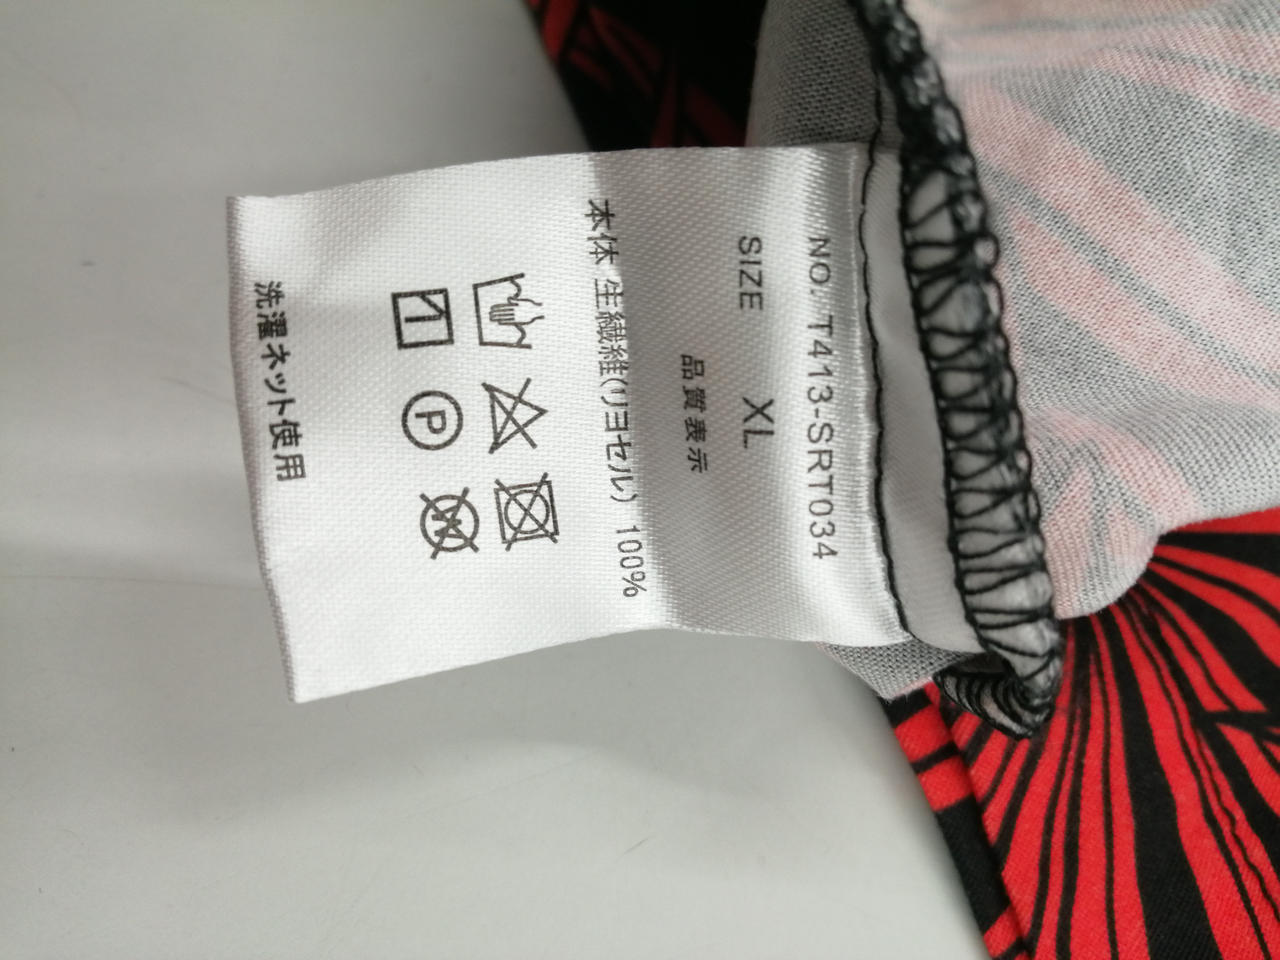 NO. T413-SRT034
SIZE XL
品質表示
本体 生繊維(リヨセル) 100%
P
W
洗濯ネット使用